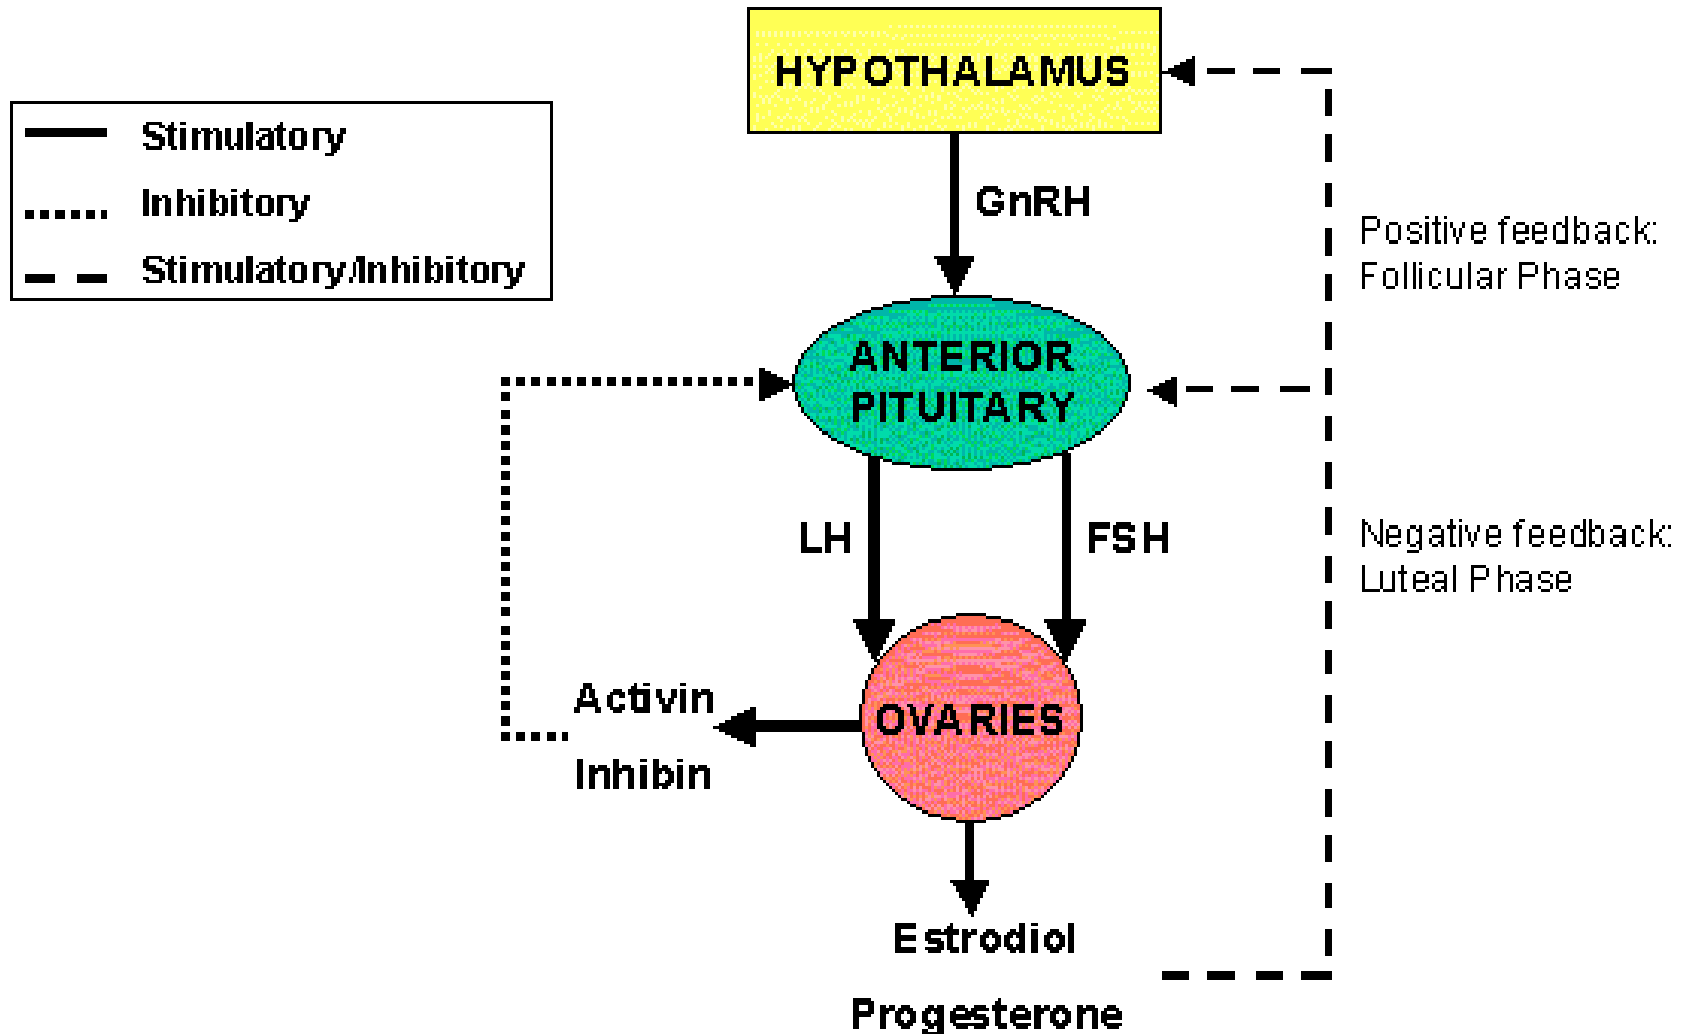 HYPOTHALAMUS
Stimulatory
Inhibitory
Stimulatory/Inhibitory
GnRH
Positive feedback:
Follicular Phase
ANTERIOR
PITUITARY
LH
FSH
Negative feedback:
Luteal Phase
Activin
Inhibin
OVARIES
Estrodiol
Progesterone